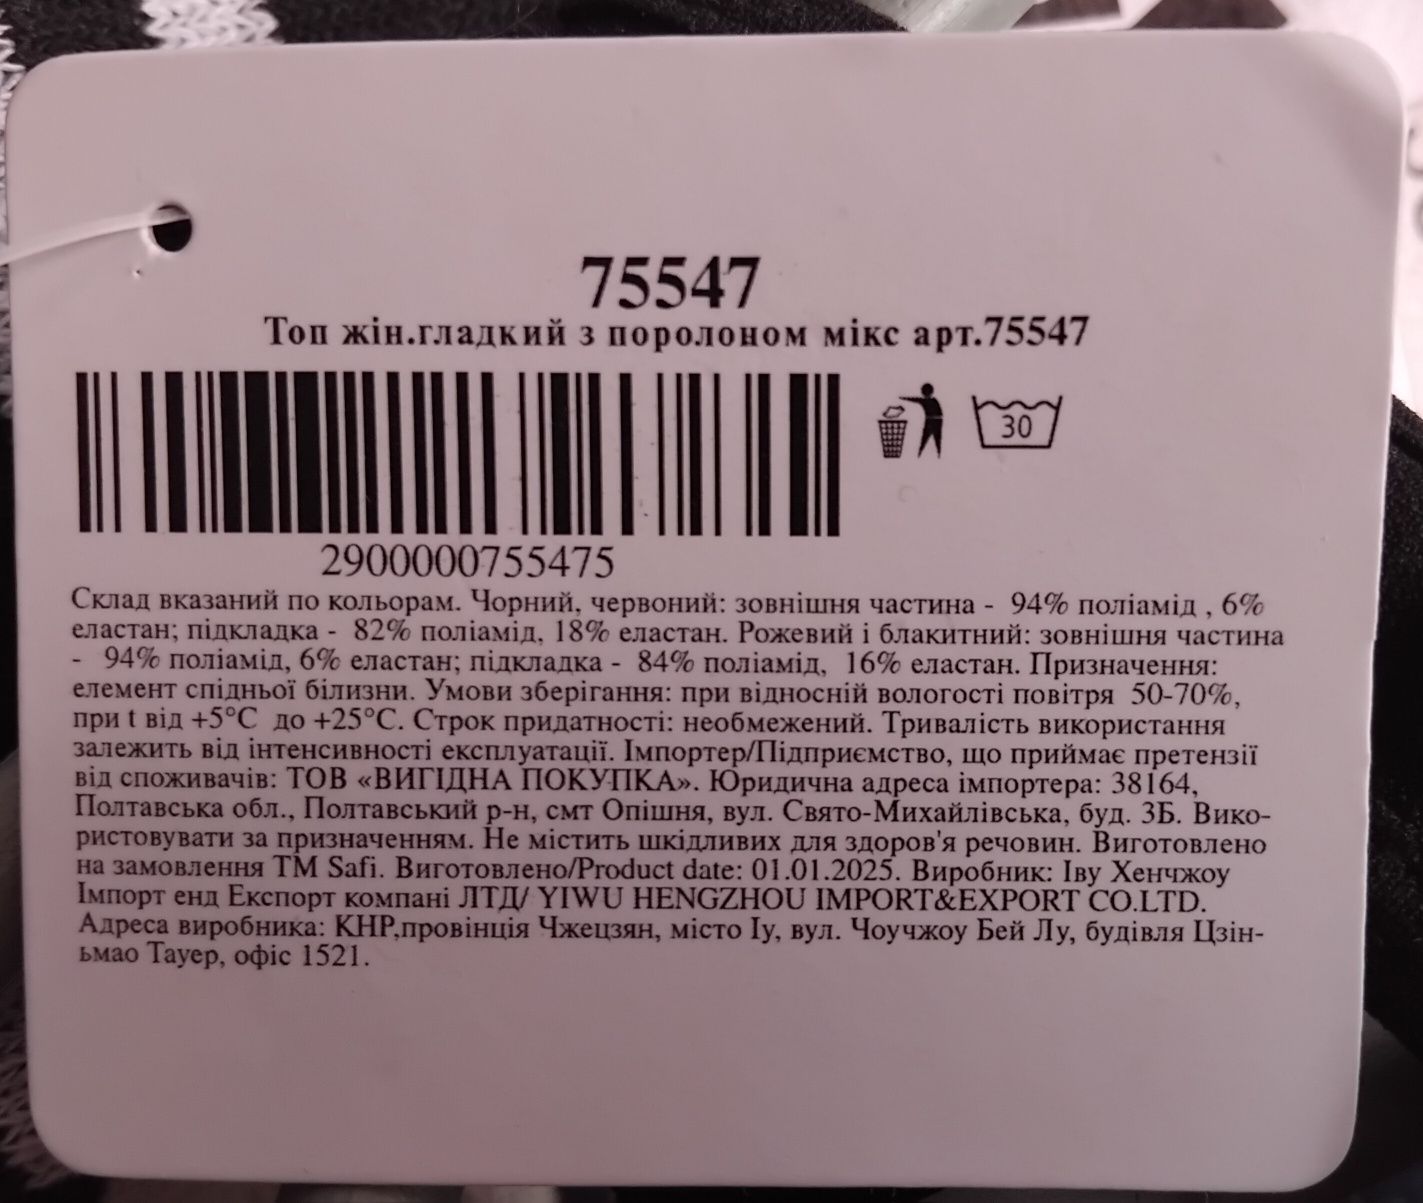 75547
Топ жін.гладкий з поролоном мікс арт.75547
30
2900000755475
Склад вказаний по кольорам. Чорний, червоний: зовнішня частина - 94% поліамід , 6%
еластан; підкладка - 82% поліамід, 18% еластан. Рожевий і блакитний: зовнішня частина
- 94% поліамід, 6% еластан; підкладка - 84% поліамід, 16% еластан. Призначення:
елемент спідньої білизни. Умови зберігання: при відносній вологості повітря 50-70%,
при t від +5°С до +25°С. Строк придатності: необмежений. Тривалість використання
залежить від інтенсивності експлуатації. Імпортер/Підприємство, що приймає претензії
від споживачів: ТОВ «ВИГІДНА ПОКУПКА». Юридична адреса імпортера: 38164,
Полтавська обл., Полтавський р-н, смт Опішня, вул. Свято-Михайлівська, буд. 3Б. Вико-
ристовувати за призначенням. Не містить шкідливих для здоров'я речовин. Виготовлено
на замовлення ТМ Safi. Виготовлено/Product date: 01.01.2025. Виробник: Іву Хенчжоу
Імпорт енд Експорт компані ЛТД/ YIWU HENGZHOU IMPORT&EXPORT CO.LTD.
Адреса виробника: КНР,провінція Чжецзян, місто Іу, вул. Чоучжоу Бей Лу, будівля Цзін-
ьмао Тауер, офіс 1521.